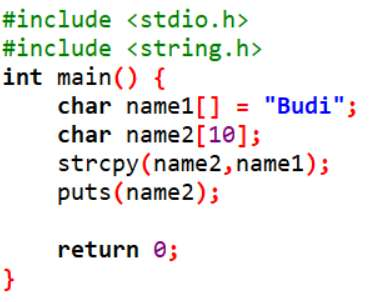 #include <stdio.h>
#include <string.h>
int main() {
    char name1[] = "Budi";
    char name2[10];
    strcpy(name2,name1);
    puts(name2);

    return 0;
}